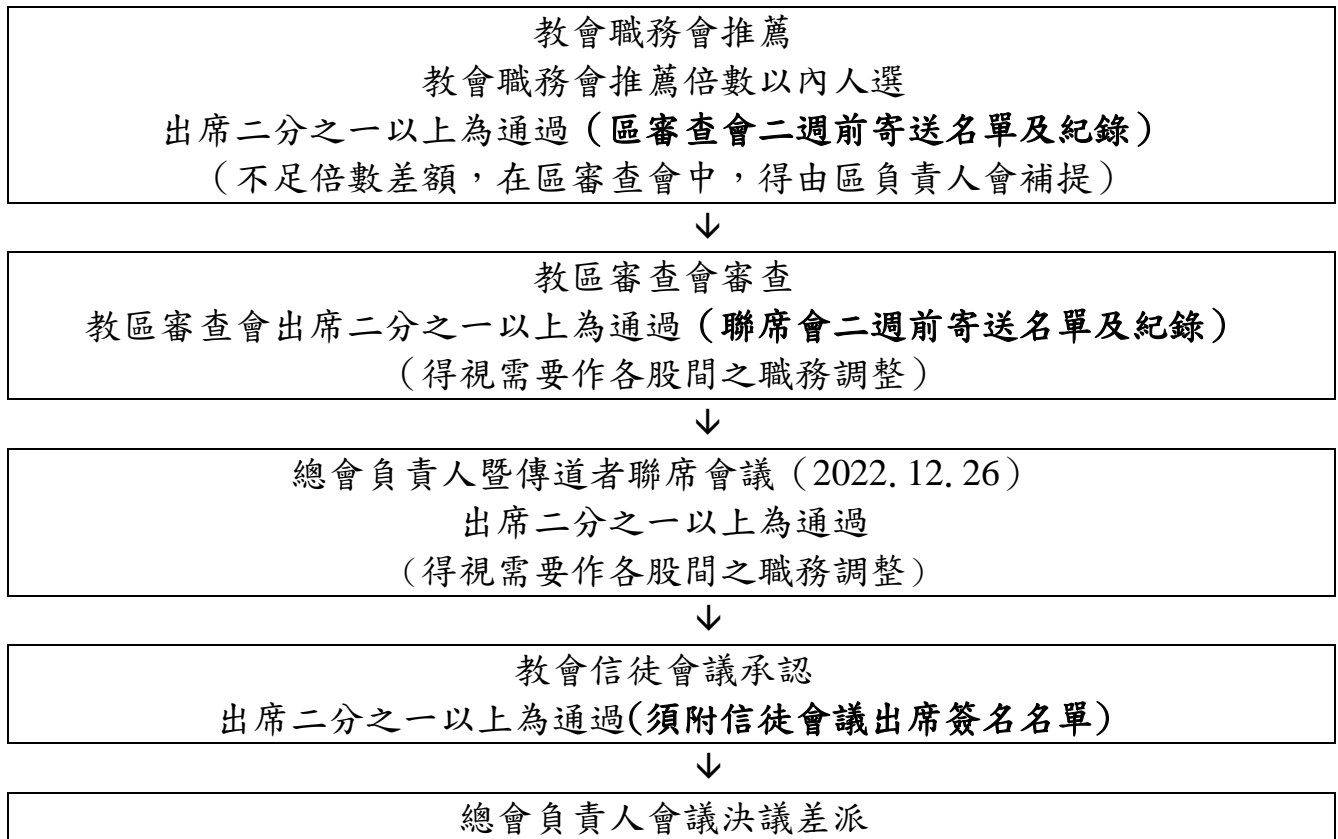 教會職務會推薦
教會職務會推薦倍數以內人選
出席二分之一以上為通過（區審查會二週前寄送名單及紀錄）
（不足倍數差額，在區審查會中，得由區負責人會補提）
↓
教區審查會審查
教區審查會出席二分之一以上為通過（聯席會二週前寄送名單及紀錄）
（得視需要作各股間之職務調整）
↓
總會負責人暨傳道者聯席會議（2022.12.26）
出席二分之一以上為通過
（得視需要作各股間之職務調整）
↓
教會信徒會議承認
出席二分之一以上為通過(須附信徒會議出席簽名名單)
↓
總會負責人會議決議差派